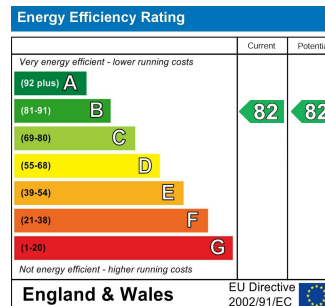 Energy Efficiency Rating
Current Potentia
Very energy efficient - lower running costs
(92 plus) A
(81-91) B 82 82
(69-80) C
(55-68) D
(39-54) E
(21-38) F
(1-20) G
Not energy efficient - higher running costs
England & Wales
EU Directive
2002/91/EC